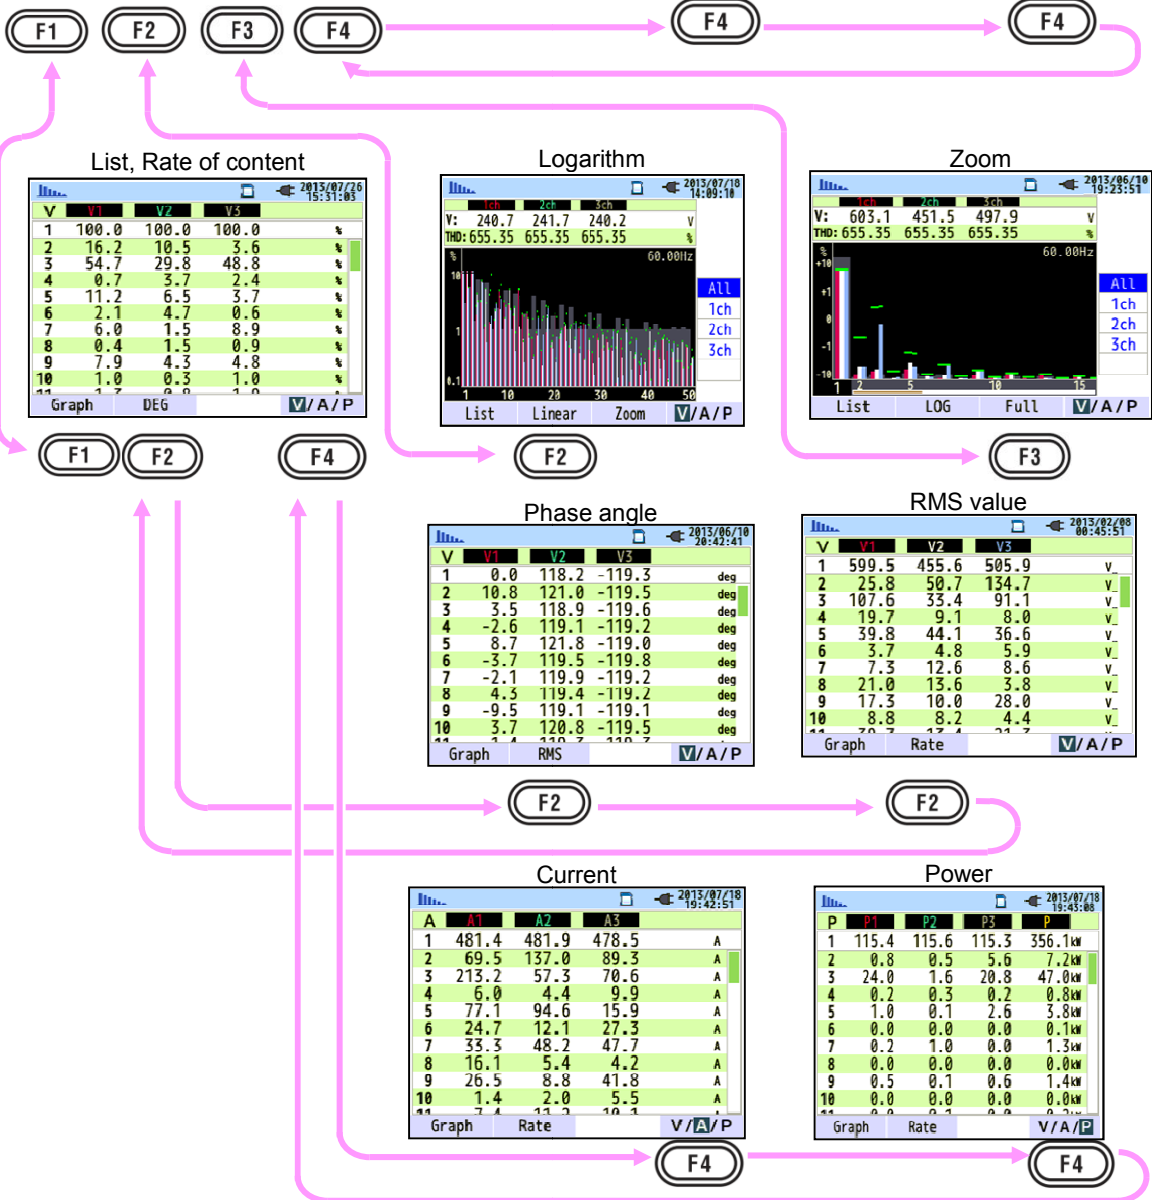 F1 F2 F3 F4 F4 F4
List, Rate of content
2013/07/26
15:31:03
V V1 V2 V3
1 100.0 100.0 100.0 %
2 16.2 10.5 3.6 %
3 54.7 29.8 48.8 %
4 0.7 3.7 2.4 %
5 11.2 6.5 3.7 %
6 2.1 4.7 0.6 %
7 6.0 1.5 8.9 %
8 0.4 1.5 0.9 %
9 7.9 4.3 4.8 %
10 1.0 0.3 1.0 %
Graph DEG V/A/P
Logarithm
2013/07/18
14:09:10
1ch 2ch 3ch
V: 240.7 241.7 240.2 V
THD: 655.35 655.35 655.35 %
% 60.00Hz
10
1
0.1
1 10 20 30 40 50
All
1ch
2ch
3ch
List Linear Zoom V/A/P
Zoom
2013/06/10
19:23:51
1ch 2ch 3ch
V: 603.1 451.5 497.9 V
THD: 655.35 655.35 655.35 %
% 60.00Hz
+10
+1
0
-1
-10
1 2 5 10 15
All
1ch
2ch
3ch
List LOG Full V/A/P
F1 F2 F4 F2 F3
Phase angle
2013/06/10
20:42:41
V V1 V2 V3
1 0.0 118.2 -119.3 deg
2 10.8 121.0 -119.5 deg
3 3.5 118.9 -119.6 deg
4 -2.6 119.1 -119.2 deg
5 8.7 121.8 -119.0 deg
6 -3.7 119.5 -119.8 deg
7 -2.1 119.9 -119.2 deg
8 4.3 119.4 -119.2 deg
9 -9.5 119.1 -119.1 deg
10 3.7 120.8 -119.5 deg
Graph RMS V/A/P
RMS value
2013/02/08
00:45:51
V V1 V2 V3
1 599.5 455.6 505.9 V_
2 25.8 50.7 134.7 V_
3 107.6 33.4 91.1 V_
4 19.7 9.1 8.0 V_
5 39.8 44.1 36.6 V_
6 3.7 4.8 5.9 V_
7 7.3 12.6 8.6 V_
8 21.0 13.6 3.8 V_
9 17.3 10.0 28.0 V_
10 8.8 8.2 4.4 V_
Graph Rate V/A/P
F2 F2
Current
2013/07/18
19:42:51
A A1 A2 A3
1 481.4 481.9 478.5 A
2 69.5 137.0 89.3 A
3 213.2 57.3 70.6 A
4 6.0 4.4 9.9 A
5 77.1 94.6 15.9 A
6 24.7 12.1 27.3 A
7 33.3 48.2 47.7 A
8 16.1 5.4 4.2 A
9 26.5 8.8 41.8 A
10 1.4 2.0 5.5 A
Graph Rate V/A/P
Power
2013/07/18
19:43:08
P P1 P2 P3 P
1 115.4 115.6 115.3 356.1kW
2 0.8 0.5 5.6 7.2kW
3 24.0 1.6 20.8 47.0kW
4 0.2 0.3 0.2 0.8kW
5 1.0 0.1 2.6 3.8kW
6 0.0 0.0 0.0 0.1kW
7 0.2 1.0 0.0 1.3kW
8 0.0 0.0 0.0 0.0kW
9 0.5 0.1 0.6 1.4kW
10 0.0 0.0 0.0 0.0kW
Graph Rate V/A/P
F4 F4